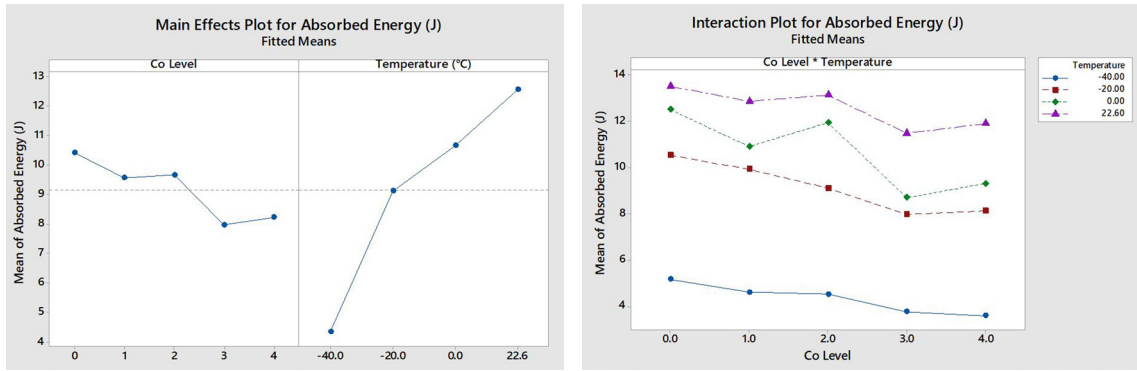 Main Effects Plot for Absorbed Energy (J)
Fitted Means
Co Level
Temperature (°C)
Mean of Absorbed Energy (J)
13
12
11
10
9
8
7
6
5
4
0 1 2 3 4
-40.0 -20.0 0.0 22.6
Interaction Plot for Absorbed Energy (J)
Fitted Means
Co Level * Temperature
Mean of Absorbed Energy (J)
14
12
10
8
6
4
0.0 1.0 2.0 3.0 4.0
Co Level
Temperature
-40.00
-20.00
0.00
22.60